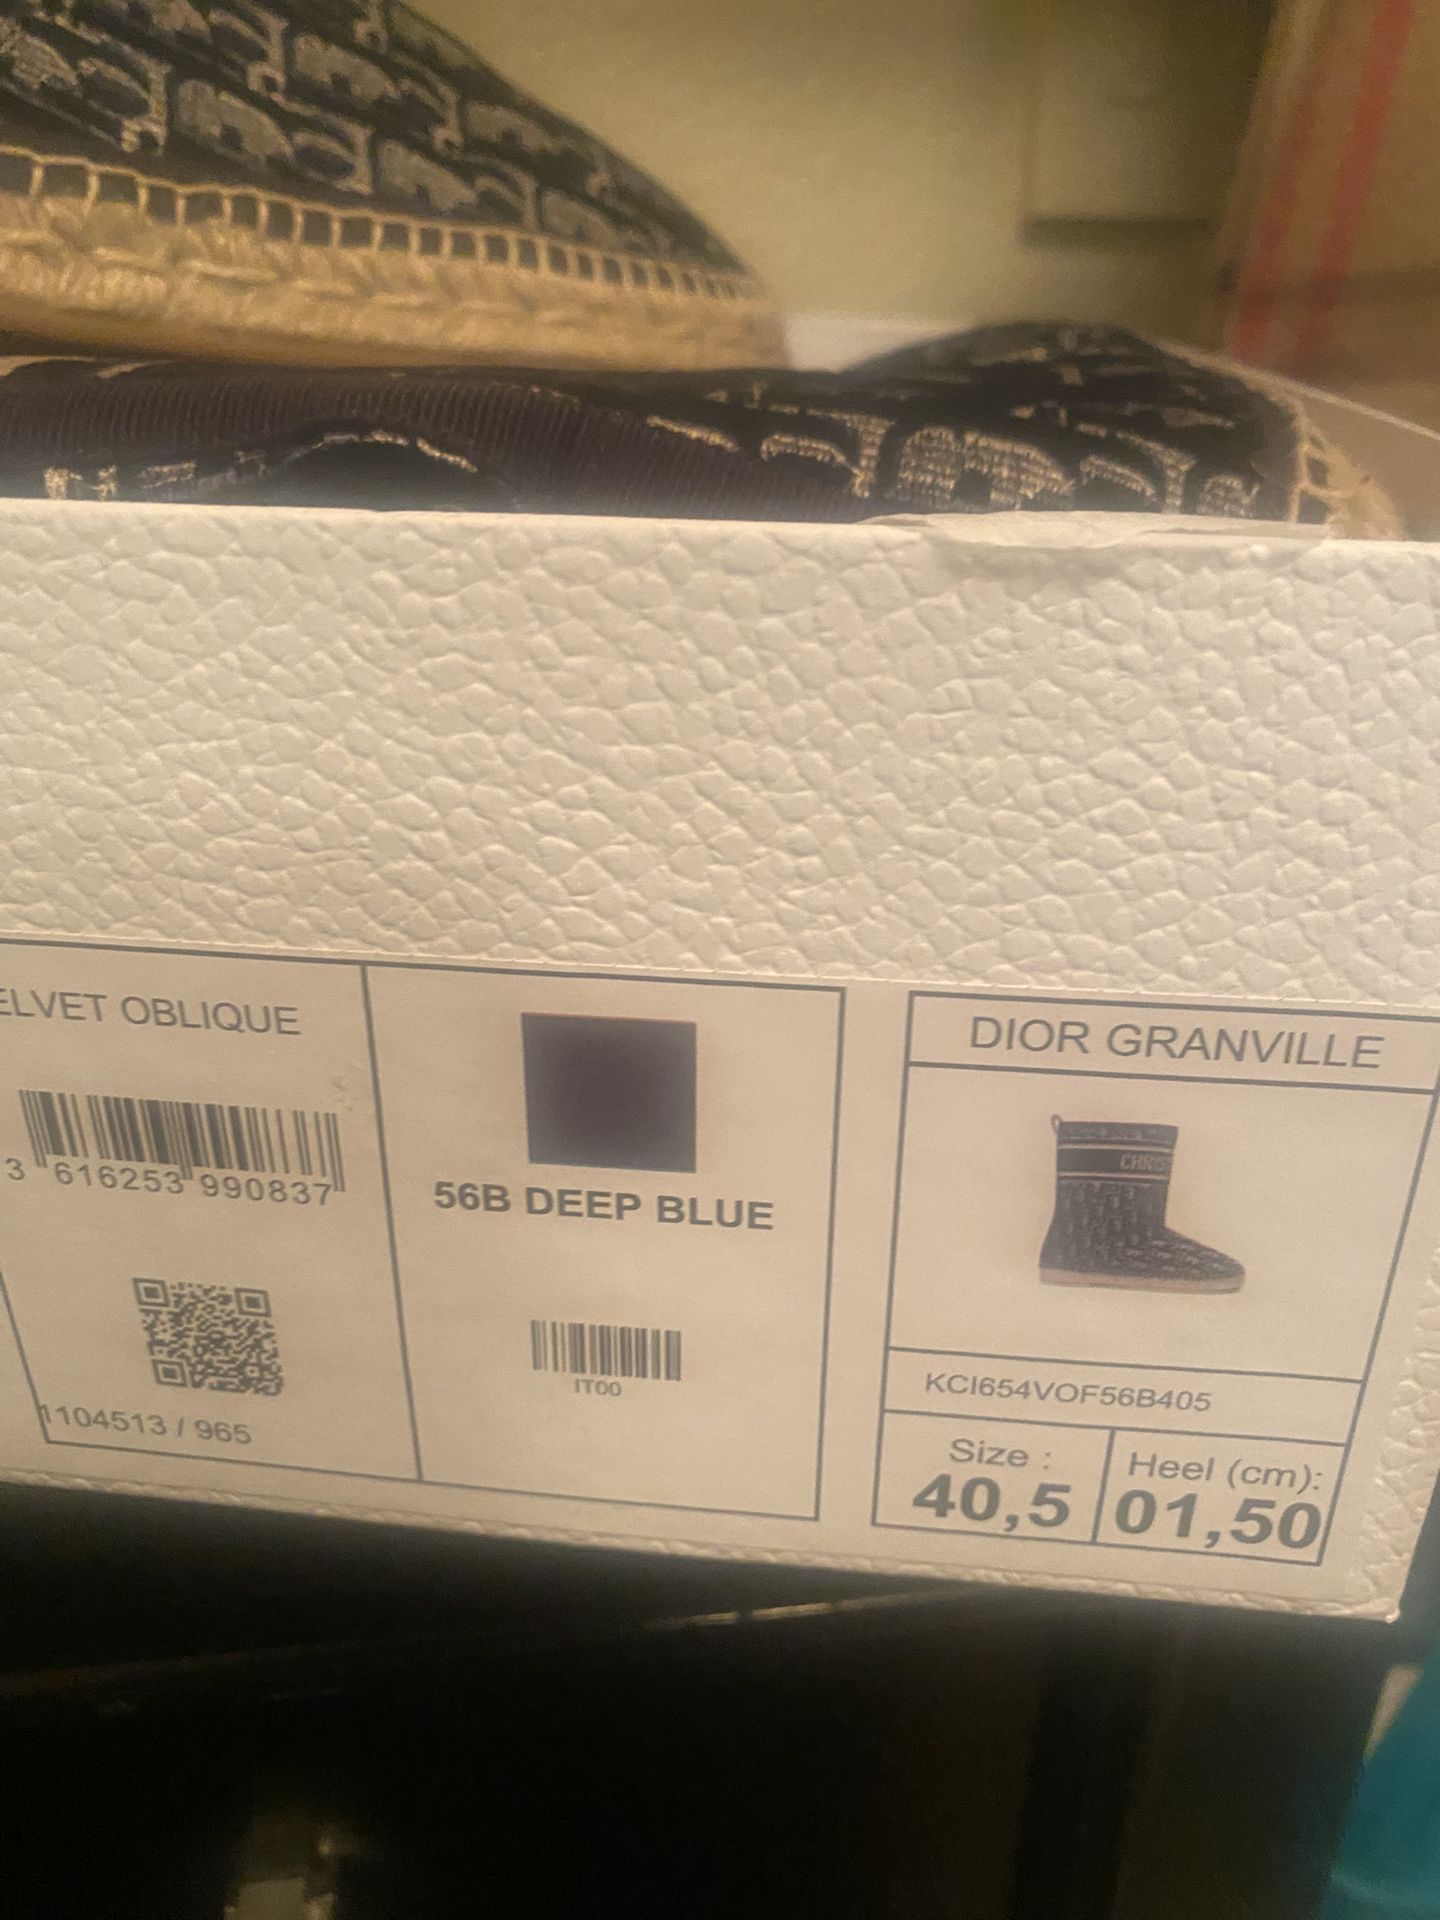 ELVET OBLIQUE
3 616253 990837
1104513 / 965
56B DEEP BLUE
IT00
DIOR GRANVILLE
CHRIST
KCI654VOF56B405
Size :
40,5
Heel (cm):
01,50